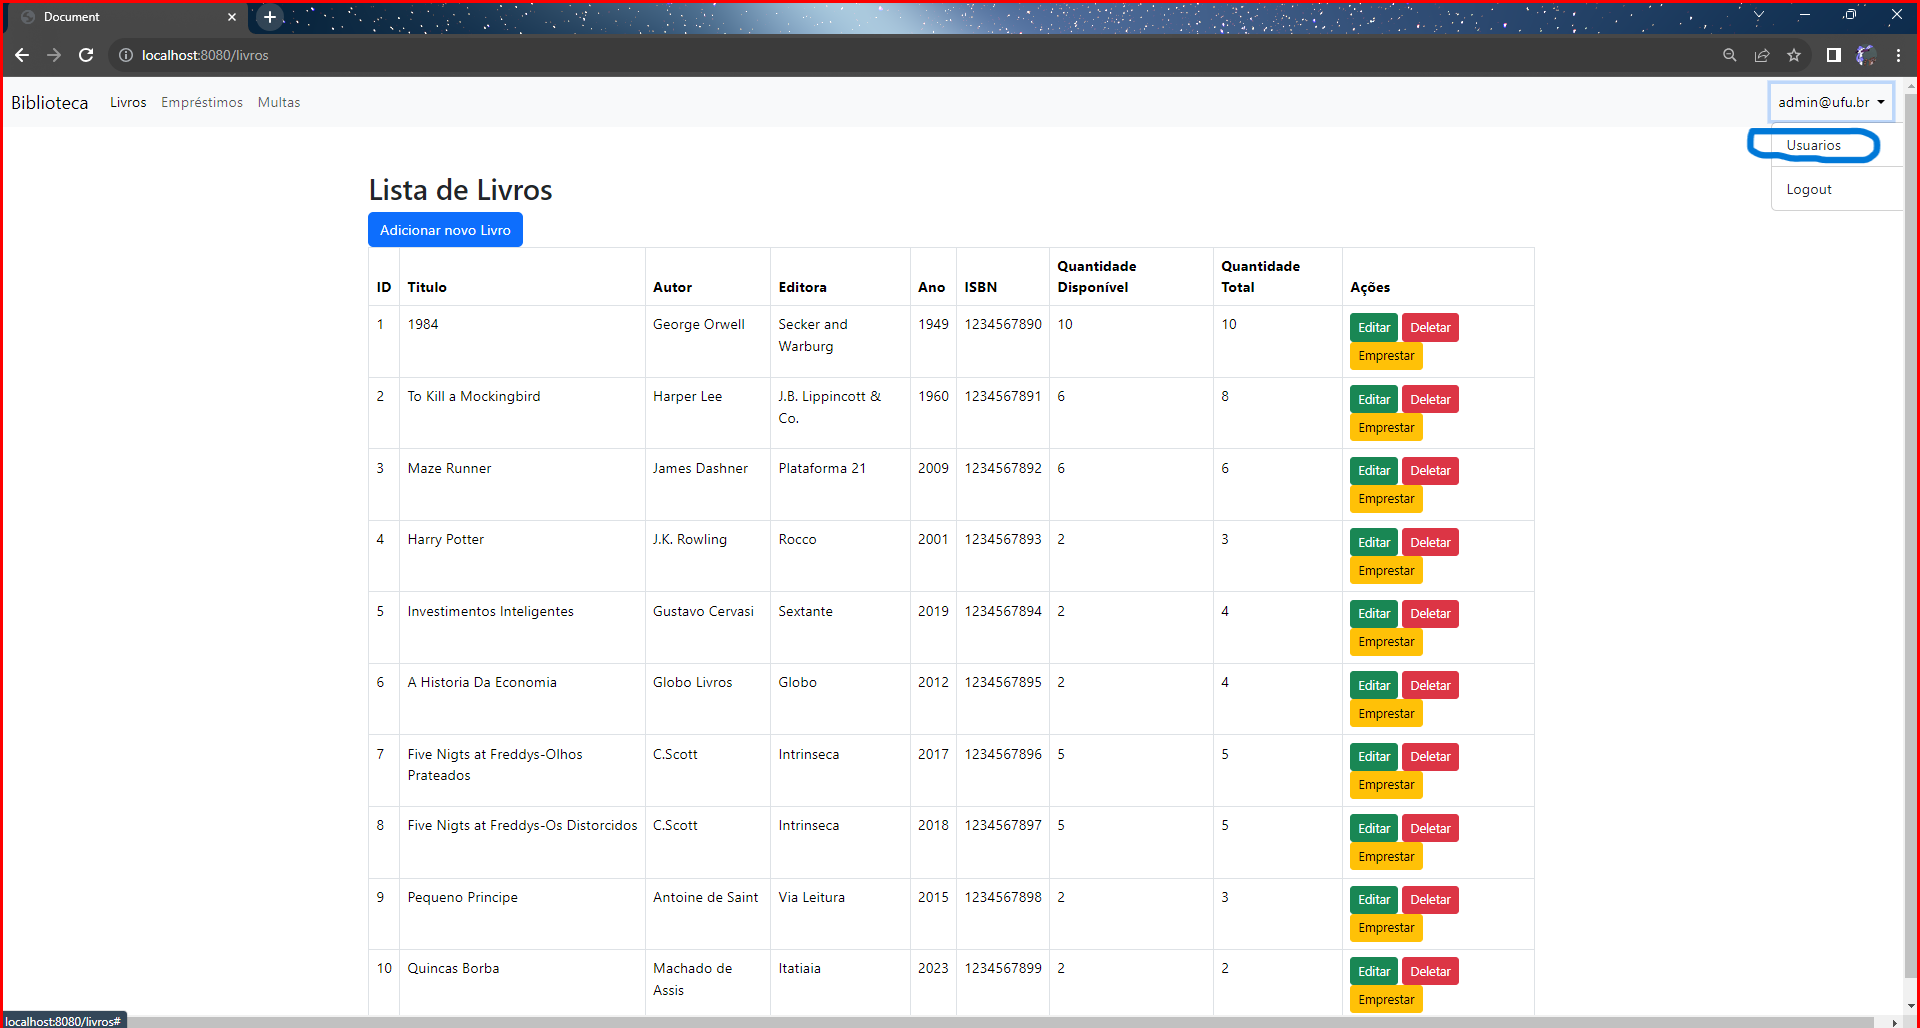 Document
localhost:8080/livros
Biblioteca Livros Empréstimos Multas admin@ufu.br
Usuarios
Logout
Lista de Livros
Adicionar novo Livro
ID Titulo Autor Editora Ano ISBN Quantidade Disponível Quantidade Total Ações
1 1984 George Orwell Secker and Warburg 1949 1234567890 10 10 Editar Deletar Emprestar
2 To Kill a Mockingbird Harper Lee J.B. Lippincott & Co. 1960 1234567891 6 8 Editar Deletar Emprestar
3 Maze Runner James Dashner Plataforma 21 2009 1234567892 6 6 Editar Deletar Emprestar
4 Harry Potter J.K. Rowling Rocco 2001 1234567893 2 3 Editar Deletar Emprestar
5 Investimentos Inteligentes Gustavo Cervasi Sextante 2019 1234567894 2 4 Editar Deletar Emprestar
6 A Historia Da Economia Globo Livros Globo 2012 1234567895 2 4 Editar Deletar Emprestar
7 Five Nigts at Freddys-Olhos Prateados C.Scott Intrinseca 2017 1234567896 5 5 Editar Deletar Emprestar
8 Five Nigts at Freddys-Os Distorcidos C.Scott Intrinseca 2018 1234567897 5 5 Editar Deletar Emprestar
9 Pequeno Principe Antoine de Saint Via Leitura 2015 1234567898 2 3 Editar Deletar Emprestar
10 Quincas Borba Machado de Assis Itatiaia 2023 1234567899 2 2 Editar Deletar Emprestar
localhost:8080/livros#